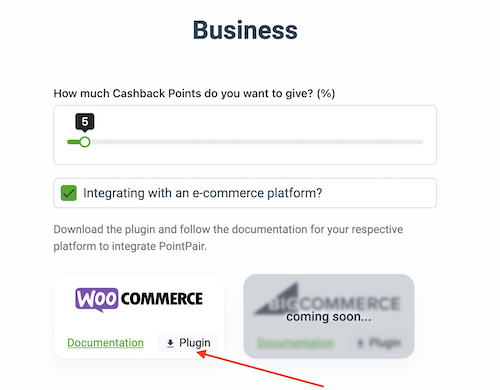 Business
How much Cashback Points do you want to give? (%)
5
Integrating with an e-commerce platform?
Download the plugin and follow the documentation for your respective
platform to integrate PointPair.
WOO COMMERCE
BIGCOMMERCE
coming soon...
Documentation
Plugin
Documentation
Plugin